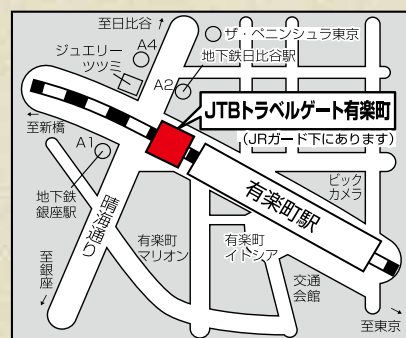 至日比谷
ザ・ペニンシュラ東京
ジュエリー
ツツミ
A4
地下鉄日比谷駅
A2
JTBトラベルゲート有楽町
(JRガード下にあります)
至新橋
A1
地下鉄
銀座駅
晴海通り
有楽町駅
ビック
カメラ
有楽町
マリオン
有楽町
イトシア
交通
会館
至銀座
至東京